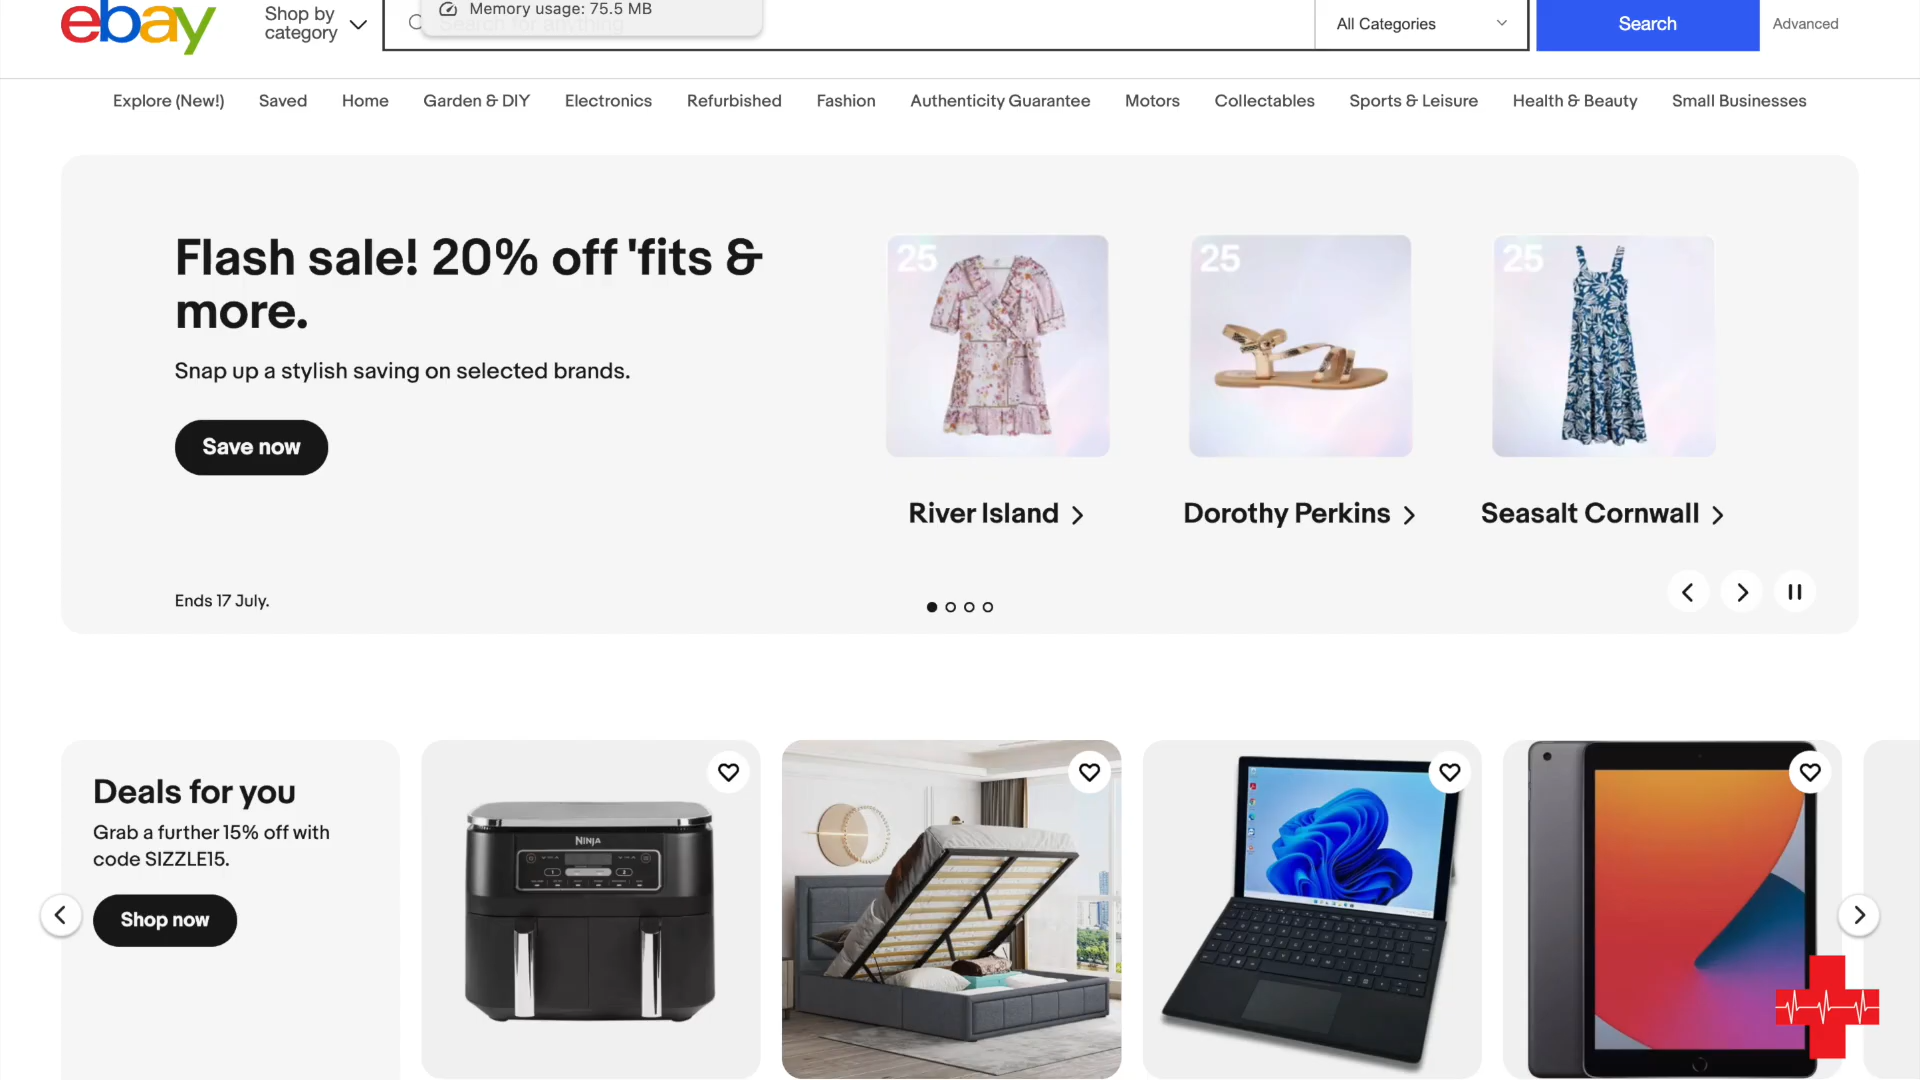 Memory usage: 75.5 MB
ebay
Shop by
category
Search for anything
All Categories
Search
Advanced
Explore (New!)
Saved
Home
Garden & DIY
Electronics
Refurbished
Fashion
Authenticity Guarantee
Motors
Collectables
Sports & Leisure
Health & Beauty
Small Businesses
Flash sale! 20% off 'fits &
more.
Snap up a stylish saving on selected brands.
Save now
Ends 17 July.
25
25
25
River Island
Dorothy Perkins
Seasalt Cornwall
Deals for you
Grab a further 15% off with
code SIZZLE15.
Shop now
NINJA